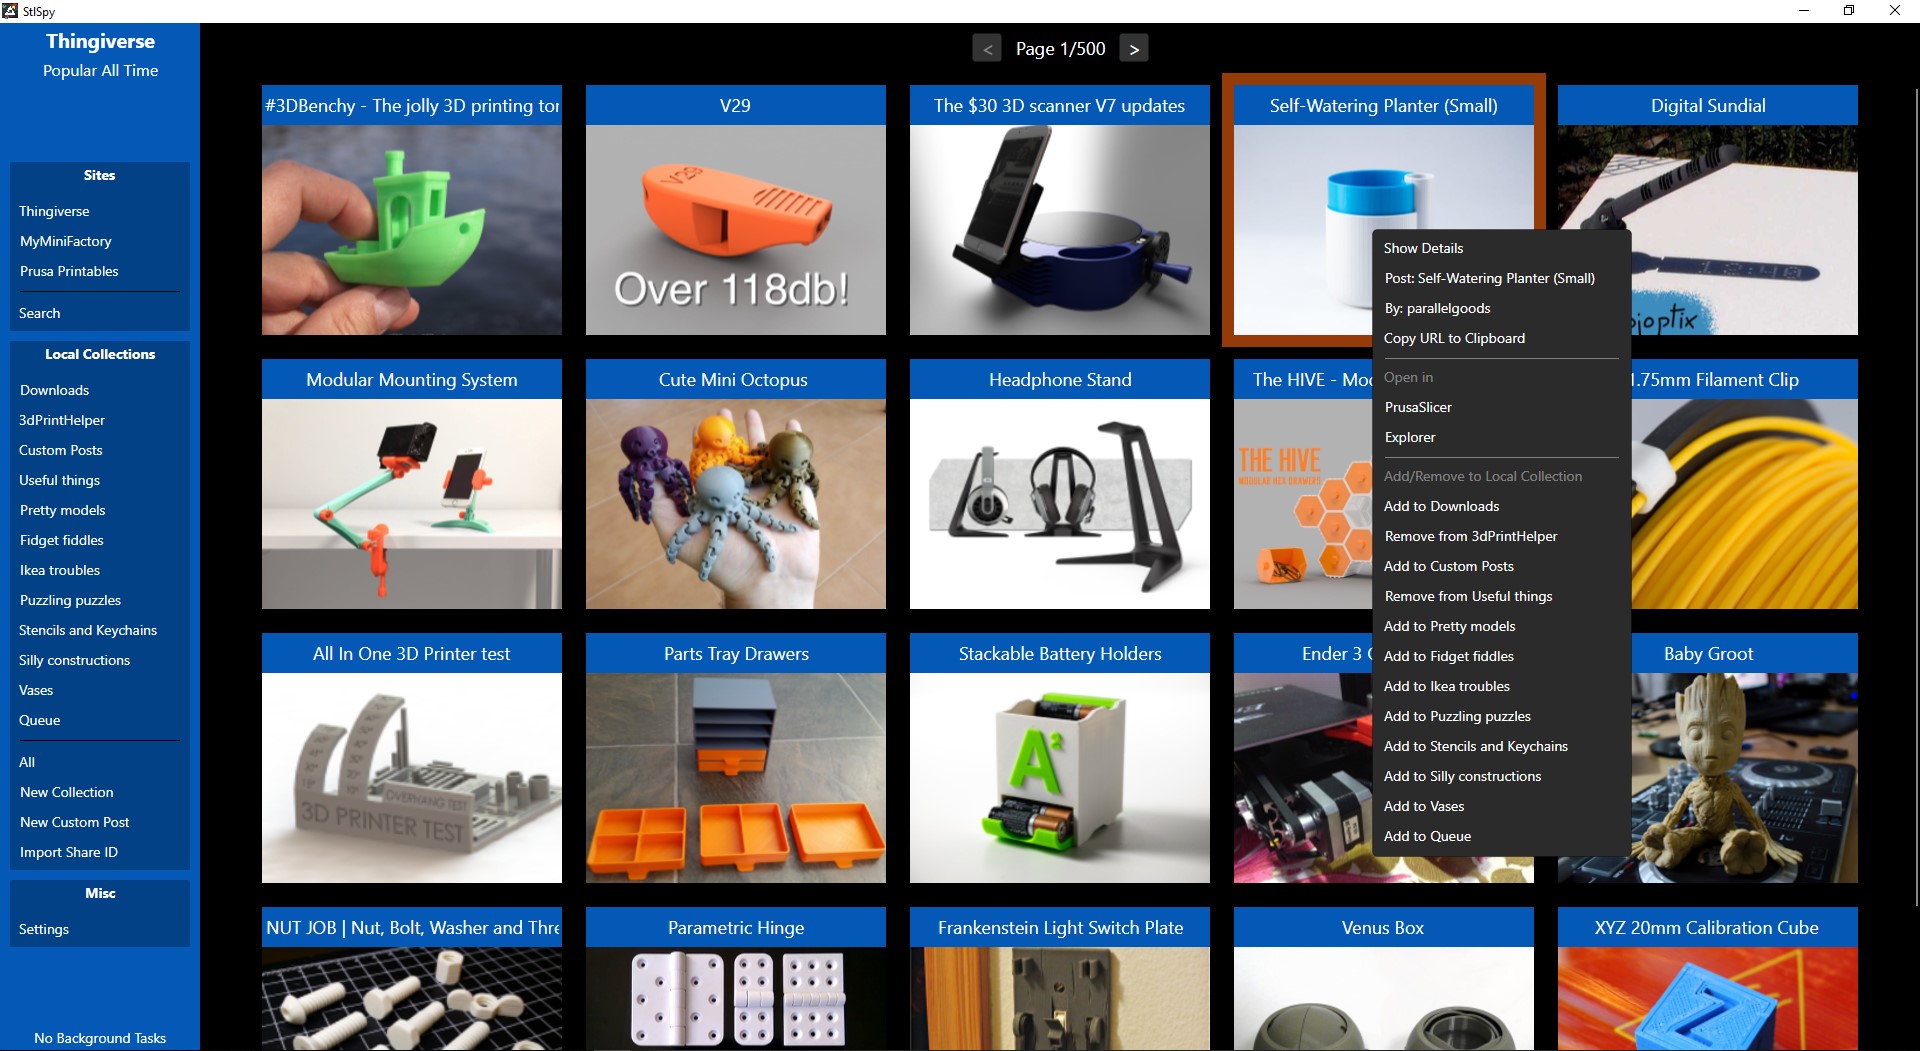 StlSpy
Thingiverse
Popular All Time
Sites
Thingiverse
MyMiniFactory
Prusa Printables
Search
Local Collections
Downloads
3dPrintHelper
Custom Posts
Useful things
Pretty models
Fidget fiddles
Ikea troubles
Puzzling puzzles
Stencils and Keychains
Silly constructions
Vases
Queue
All
New Collection
New Custom Post
Import Share ID
Misc
Settings
No Background Tasks
< Page 1/500 >
#3DBenchy - The jolly 3D printing tor
V29
V29
Over 118db!
The $30 3D scanner V7 updates
Self-Watering Planter (Small)
Digital Sundial
ojoptix
Modular Mounting System
Cute Mini Octopus
Headphone Stand
The HIVE - Mod
THE HIVE
MODULAR HEX DRAWERS
1.75mm Filament Clip
All In One 3D Printer test
OVERHANG TEST
3D PRINTER TEST
Parts Tray Drawers
Stackable Battery Holders
A²
Ender 3
Baby Groot
NUT JOB | Nut, Bolt, Washer and Thre
Parametric Hinge
Frankenstein Light Switch Plate
Venus Box
XYZ 20mm Calibration Cube
Z
Show Details
Post: Self-Watering Planter (Small)
By: parallelgoods
Copy URL to Clipboard
Open in
PrusaSlicer
Explorer
Add/Remove to Local Collection
Add to Downloads
Remove from 3dPrintHelper
Add to Custom Posts
Remove from Useful things
Add to Pretty models
Add to Fidget fiddles
Add to Ikea troubles
Add to Puzzling puzzles
Add to Stencils and Keychains
Add to Silly constructions
Add to Vases
Add to Queue